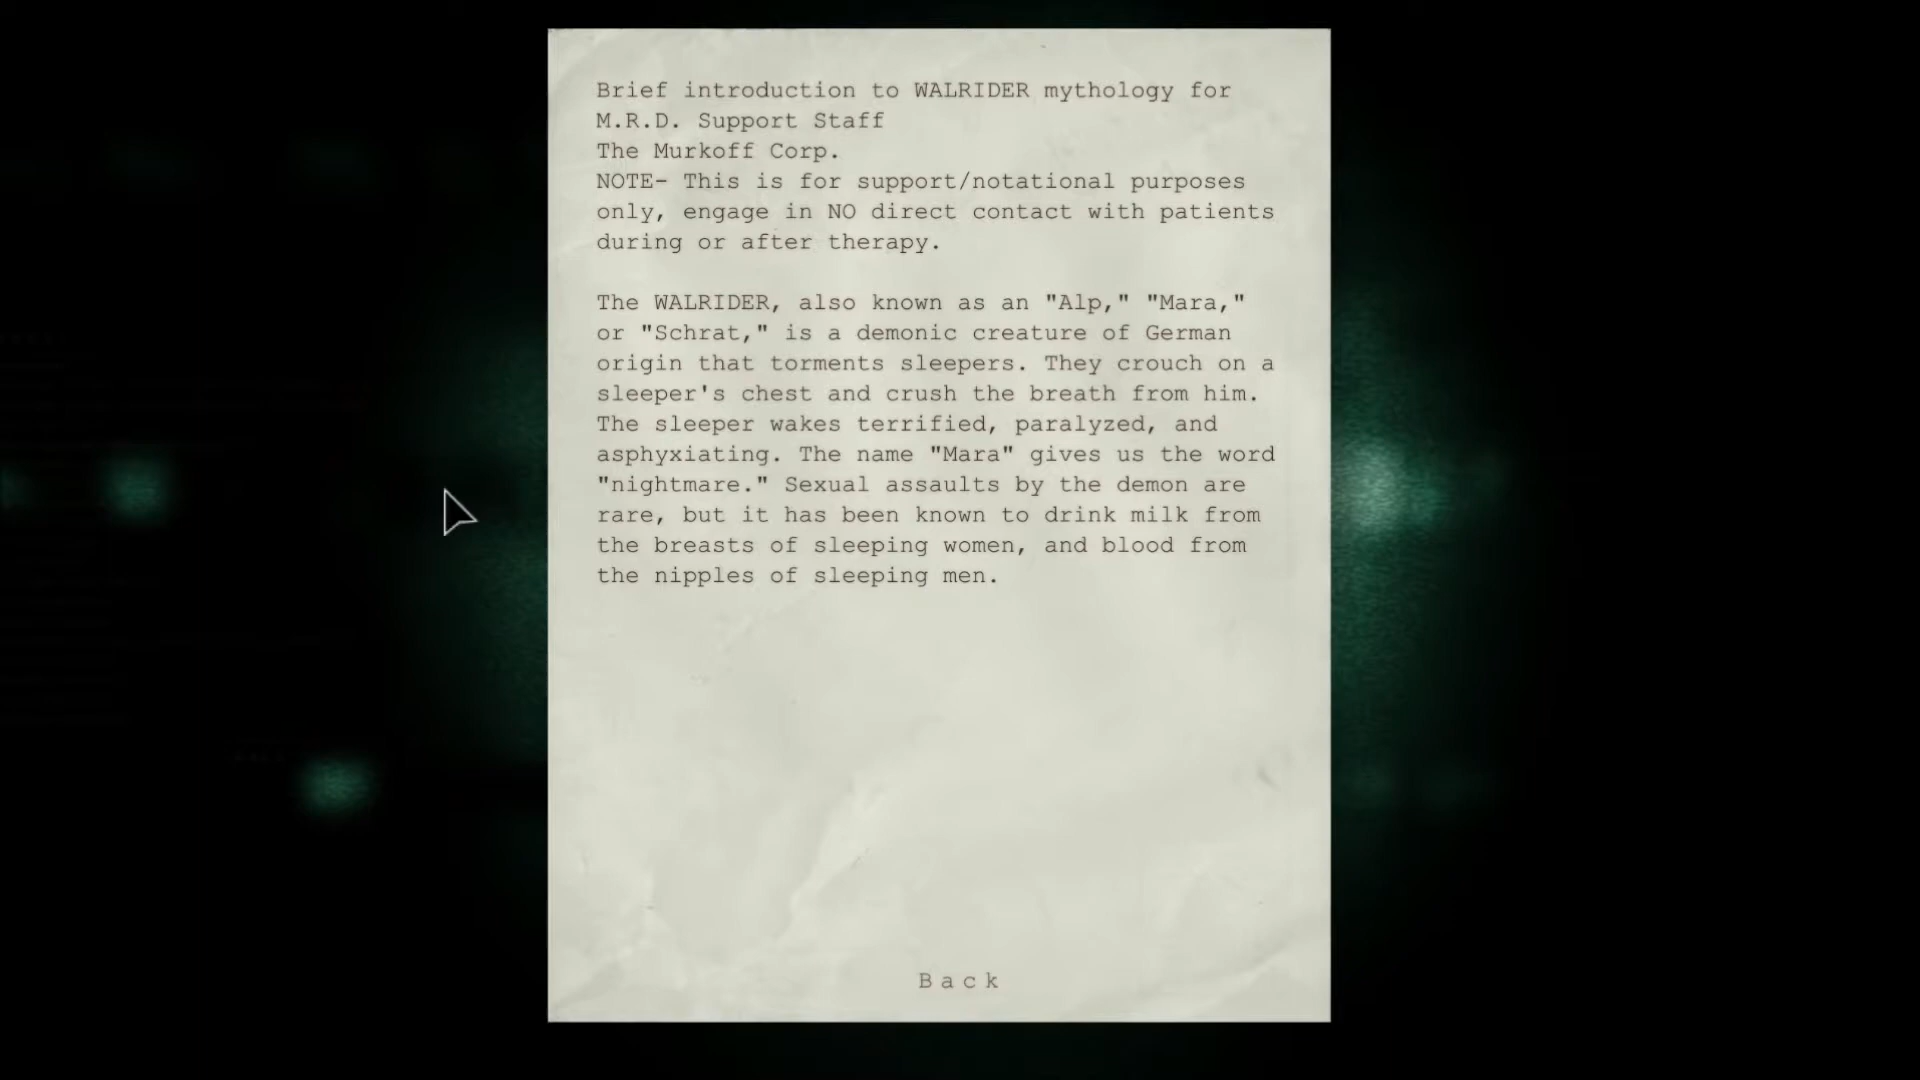 Brief introduction to WALRIDER mythology for
M.R.D. Support Staff
The Murkoff Corp.
NOTE- This is for support/notational purposes
only, engage in NO direct contact with patients
during or after therapy.
The WALRIDER, also known as an "Alp," "Mara,"
or "Schrat," is a demonic creature of German
origin that torments sleepers. They crouch on a
sleeper's chest and crush the breath from him.
The sleeper wakes terrified, paralyzed, and
asphyxiating. The name "Mara" gives us the word
"nightmare." Sexual assaults by the demon are
rare, but it has been known to drink milk from
the breasts of sleeping women, and blood from
the nipples of sleeping men.
Back